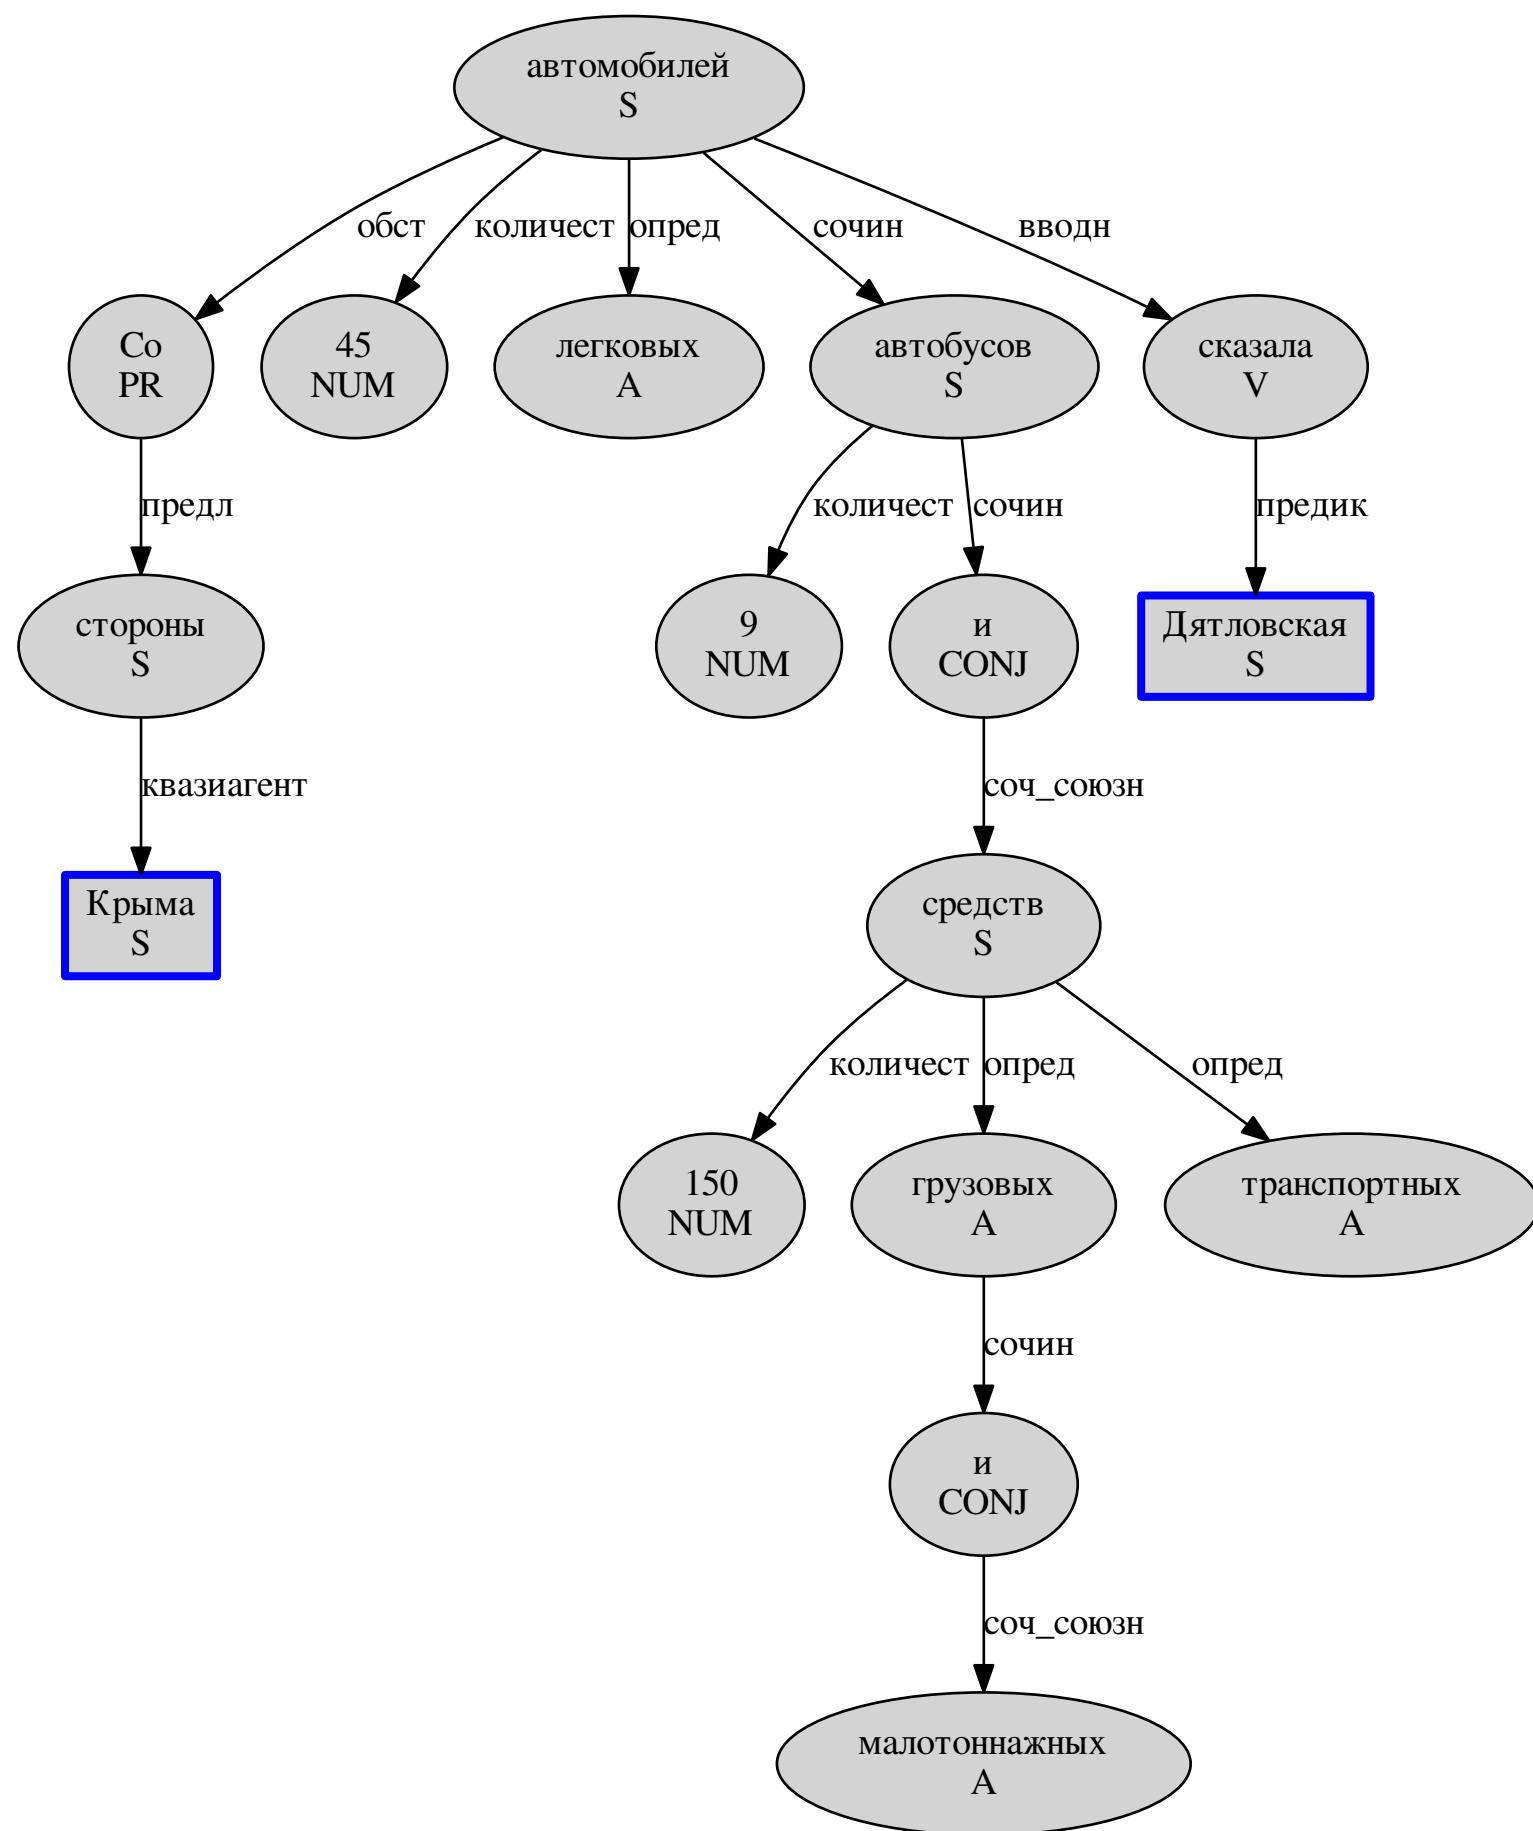 автомобилей
S
обст
количест
опред
сочин
вводн
Со
PR
45
NUM
легковых
A
автобусов
S
сказала
V
предл
количест
сочин
предик
стороны
S
9
NUM
и
CONJ
Дятловская
S
квазиагент
соч_союзн
Крыма
S
средств
S
количест
опред
опред
150
NUM
грузовых
A
транспортных
A
сочин
и
CONJ
соч_союзн
малотоннажных
A